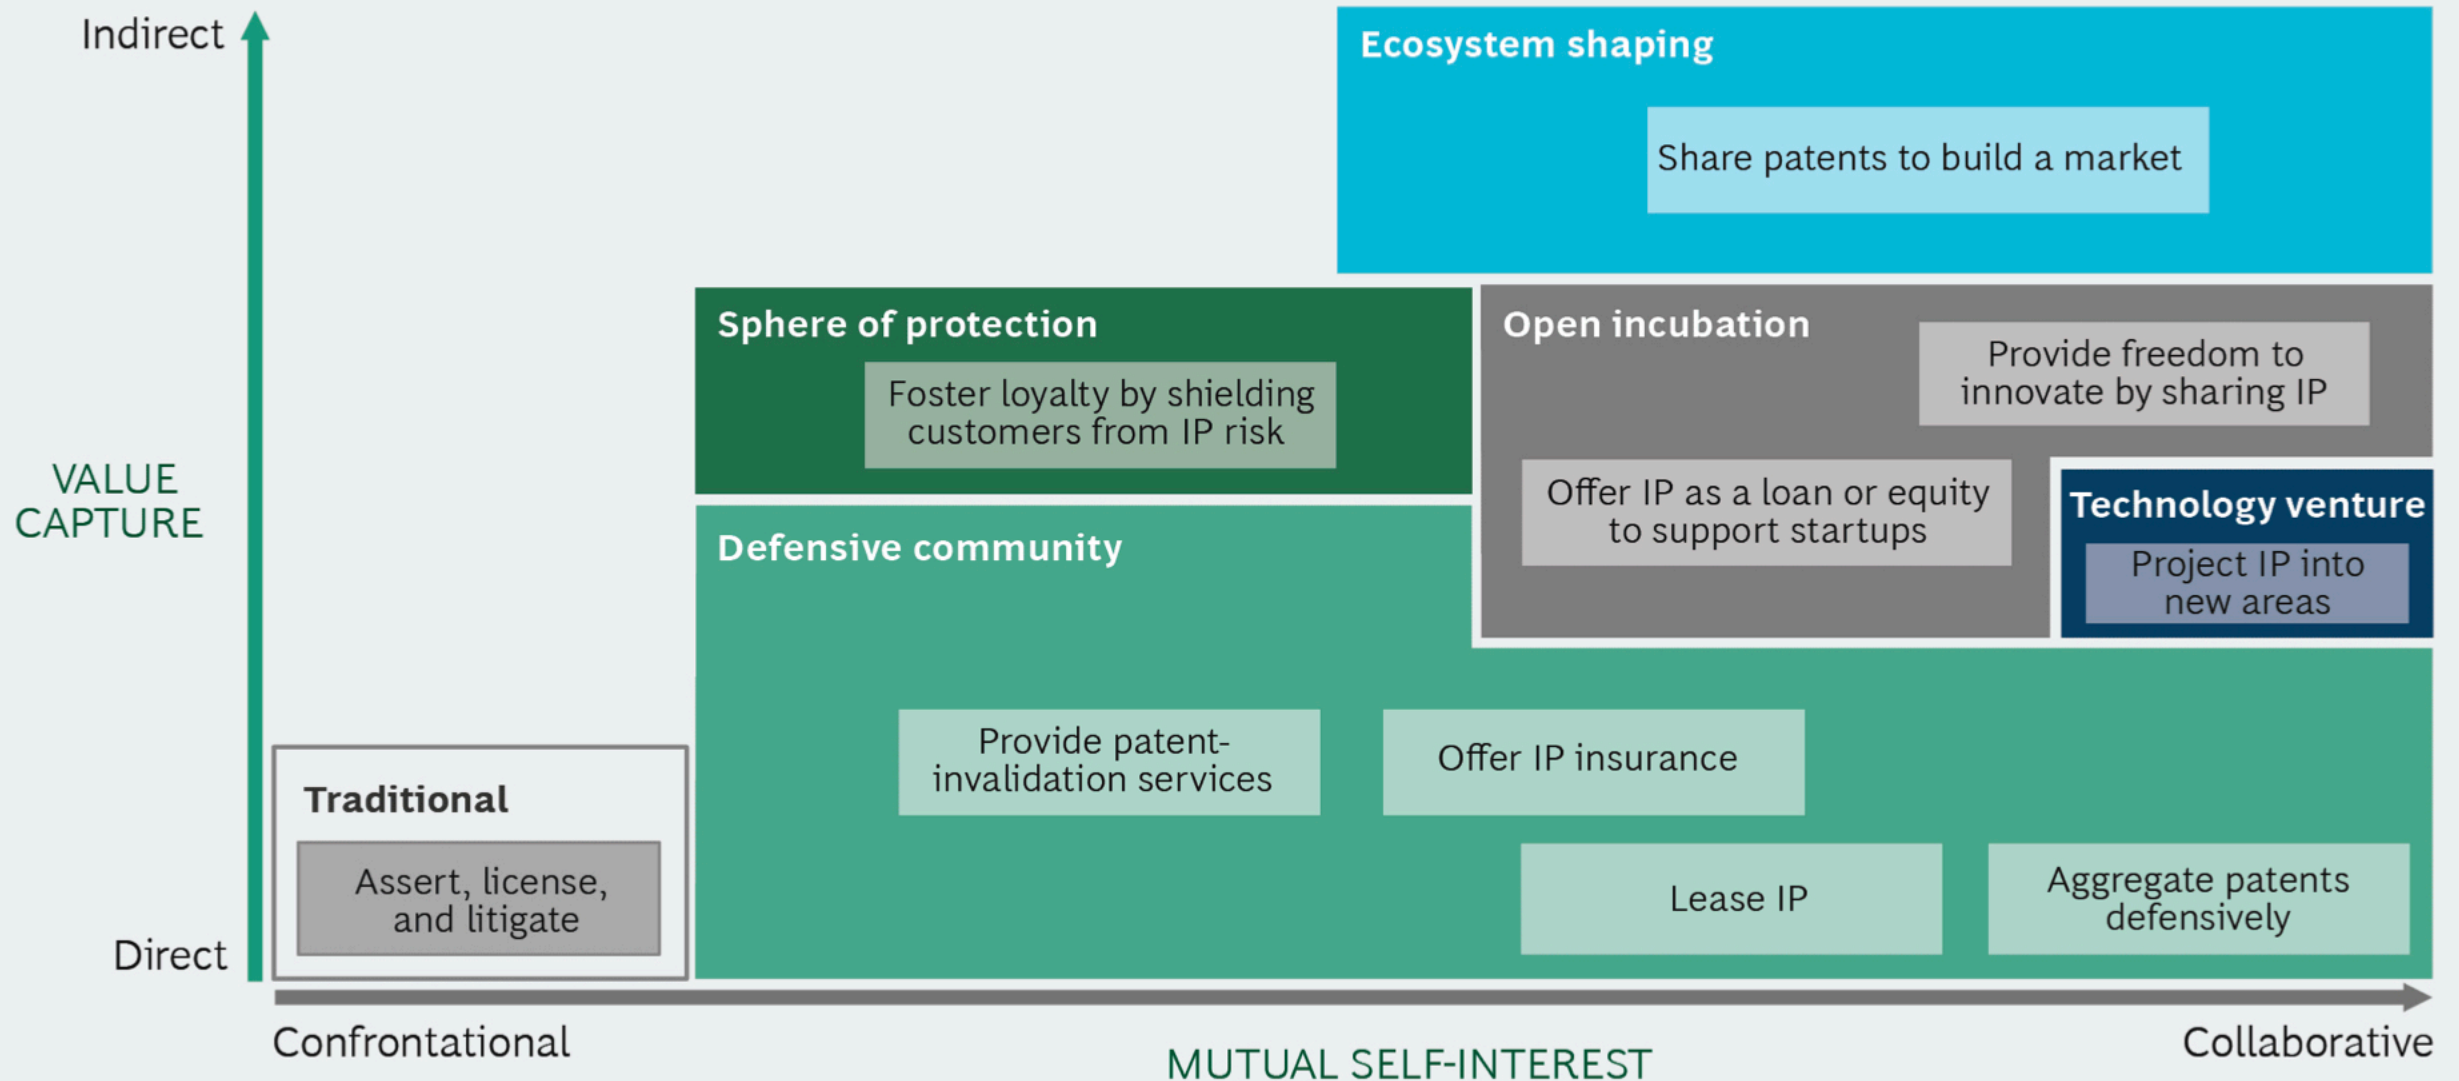 Indirect
Ecosystem shaping
Share patents to build a market
Sphere of protection
Foster loyalty by shielding
customers from IP risk
Open incubation
Provide freedom to
innovate by sharing IP
Offer IP as a loan or equity
to support startups
Technology venture
Project IP into
new areas
VALUE
CAPTURE
Defensive community
Provide patent-
invalidation services
Offer IP insurance
Lease IP
Aggregate patents
defensively
Traditional
Assert, license,
and litigate
Direct
Confrontational
MUTUAL SELF-INTEREST
Collaborative